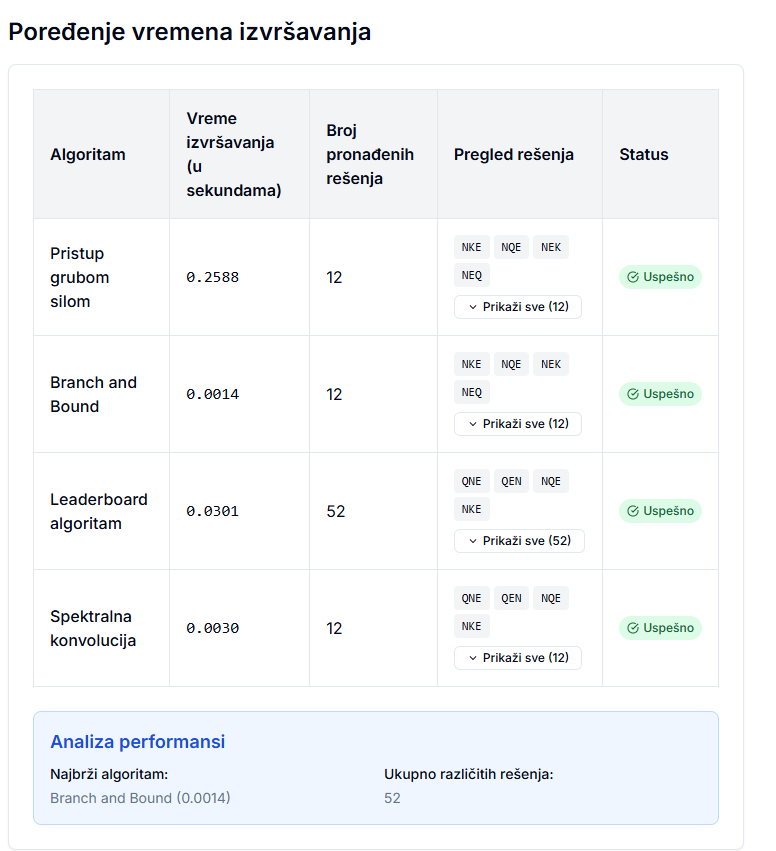 Poređenje vremena izvršavanja
Algoritam
Vreme
izvršavanja
(u
sekundama)
Broj
pronađenih
rešenja
Pregled rešenja
Status
Pristup
grubom
silom
0.2588
12
NKE NQE NEK
NEQ
Prikaži sve (12)
Uspešno
Branch and
Bound
0.0014
12
NKE NQE NEK
NEQ
Prikaži sve (12)
Uspešno
Leaderboard
algoritam
0.0301
52
QNE QEN NQE
NKE
Prikaži sve (52)
Uspešno
Spektralna
konvolucija
0.0030
12
QNE QEN NQE
NKE
Prikaži sve (12)
Uspešno
Analiza performansi
Najbrži algoritam:
Branch and Bound (0.0014)
Ukupno različitih rešenja:
52